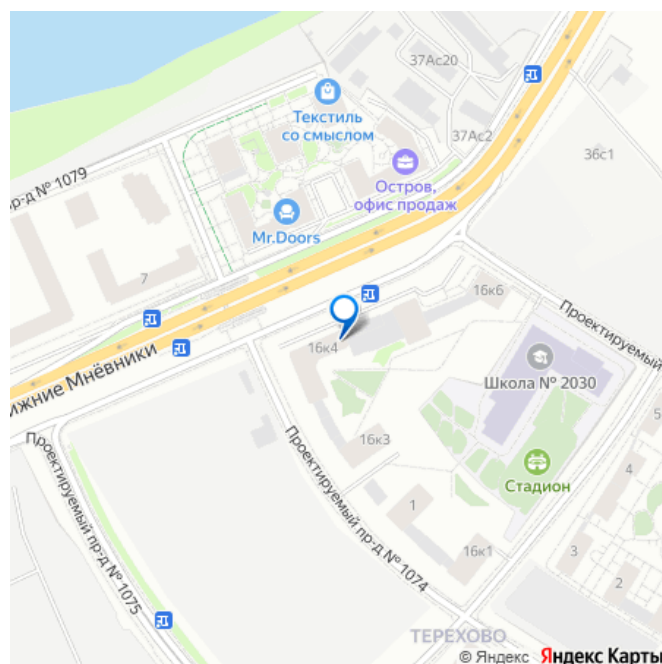 37Ас20
Текстиль
со смыслом
37Ас2
36с1
Остров,
офис продаж
пр-д № 1079
Mr.Doors
7
16к6
Проектируемый
16к4
Нижние Мнёвники
Школа № 2030
16к3
5
Проектируемый пр-д № 1075
Проектируемый пр-д № 1074
Стадион
4
1
16к1
3
2
ТЕРЕХОВО
© Яндекс Яндекс Карты